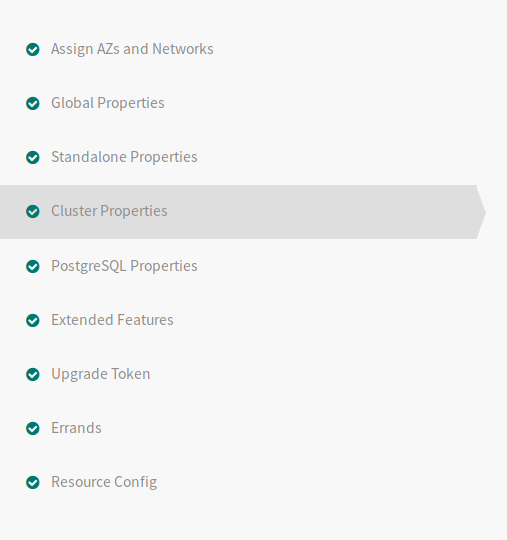 Assign AZs and Networks
Global Properties
Standalone Properties
Cluster Properties
PostgreSQL Properties
Extended Features
Upgrade Token
Errands
Resource Config